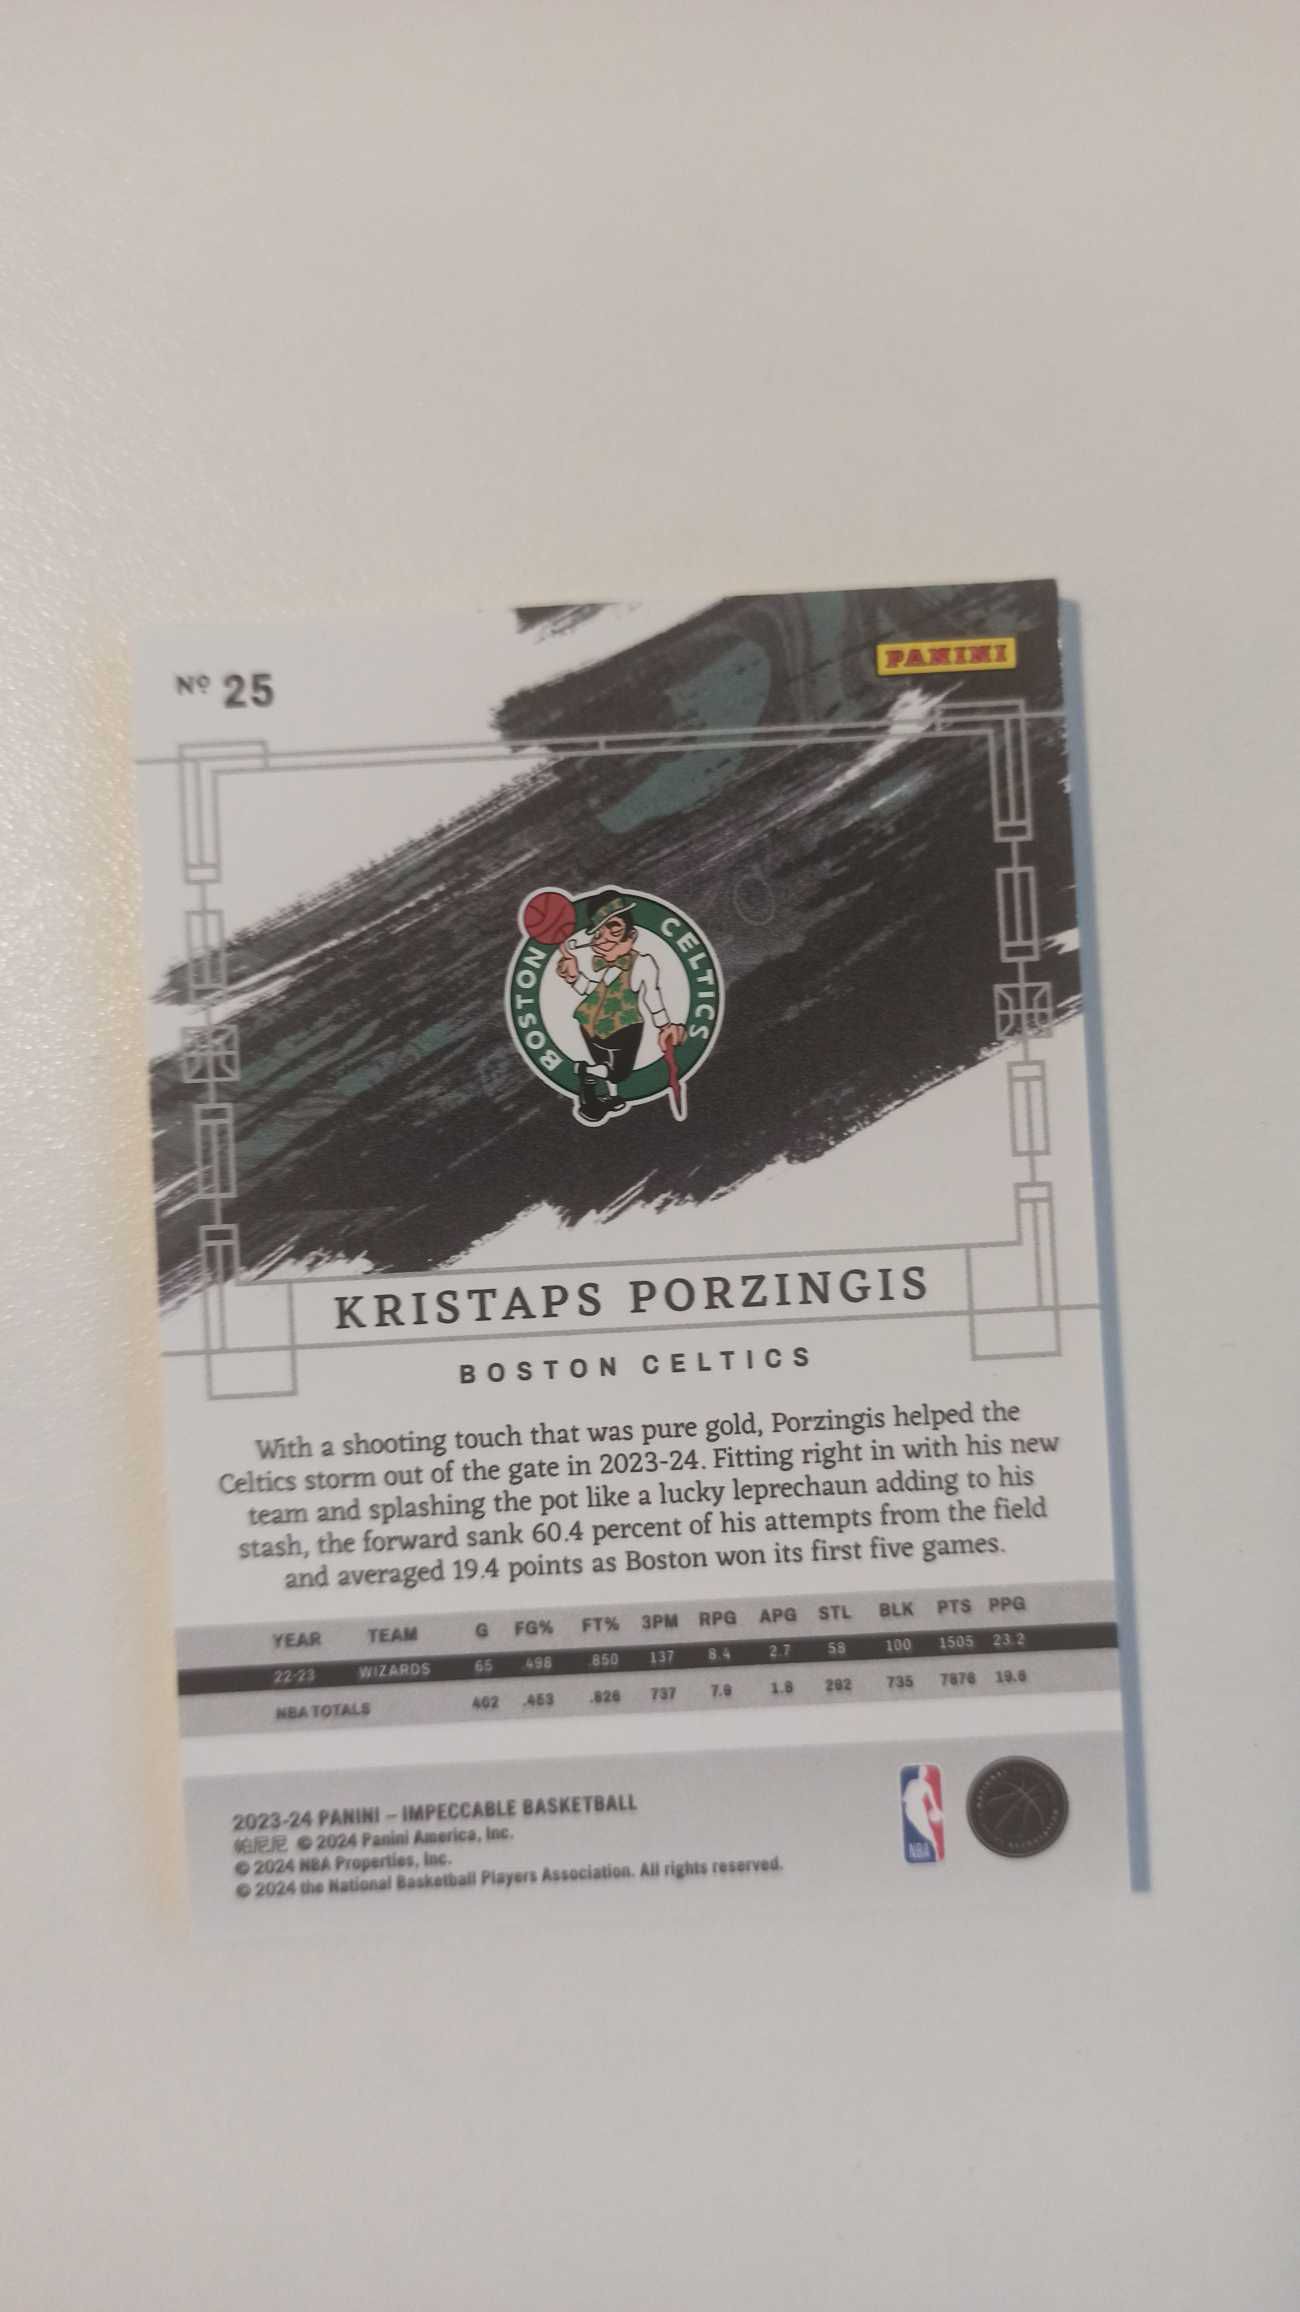 Nº 25
PANINI
BOSTON CELTICS
KRISTAPS PORZINGIS
BOSTON CELTICS
With a shooting touch that was pure gold, Porzingis helped the
Celtics storm out of the gate in 2023-24. Fitting right in with his new
team and splashing the pot like a lucky leprechaun adding to his
stash, the forward sank 60.4 percent of his attempts from the field
and averaged 19.4 points as Boston won its first five games.
YEAR TEAM G FG% FT% 3PM RPG APG STL BLK PTS PPG
22-23 WIZARDS 65 .498 .850 137 8.4 2.7 58 100 1505 23.2
NBA TOTALS 402 .453 .826 737 7.9 1.8 282 735 7876 19.6
2023-24 PANINI – IMPECCABLE BASKETBALL
帕尼尼 © 2024 Panini America, Inc.
© 2024 NBA Properties, Inc.
© 2024 the National Basketball Players Association. All rights reserved.
NBA